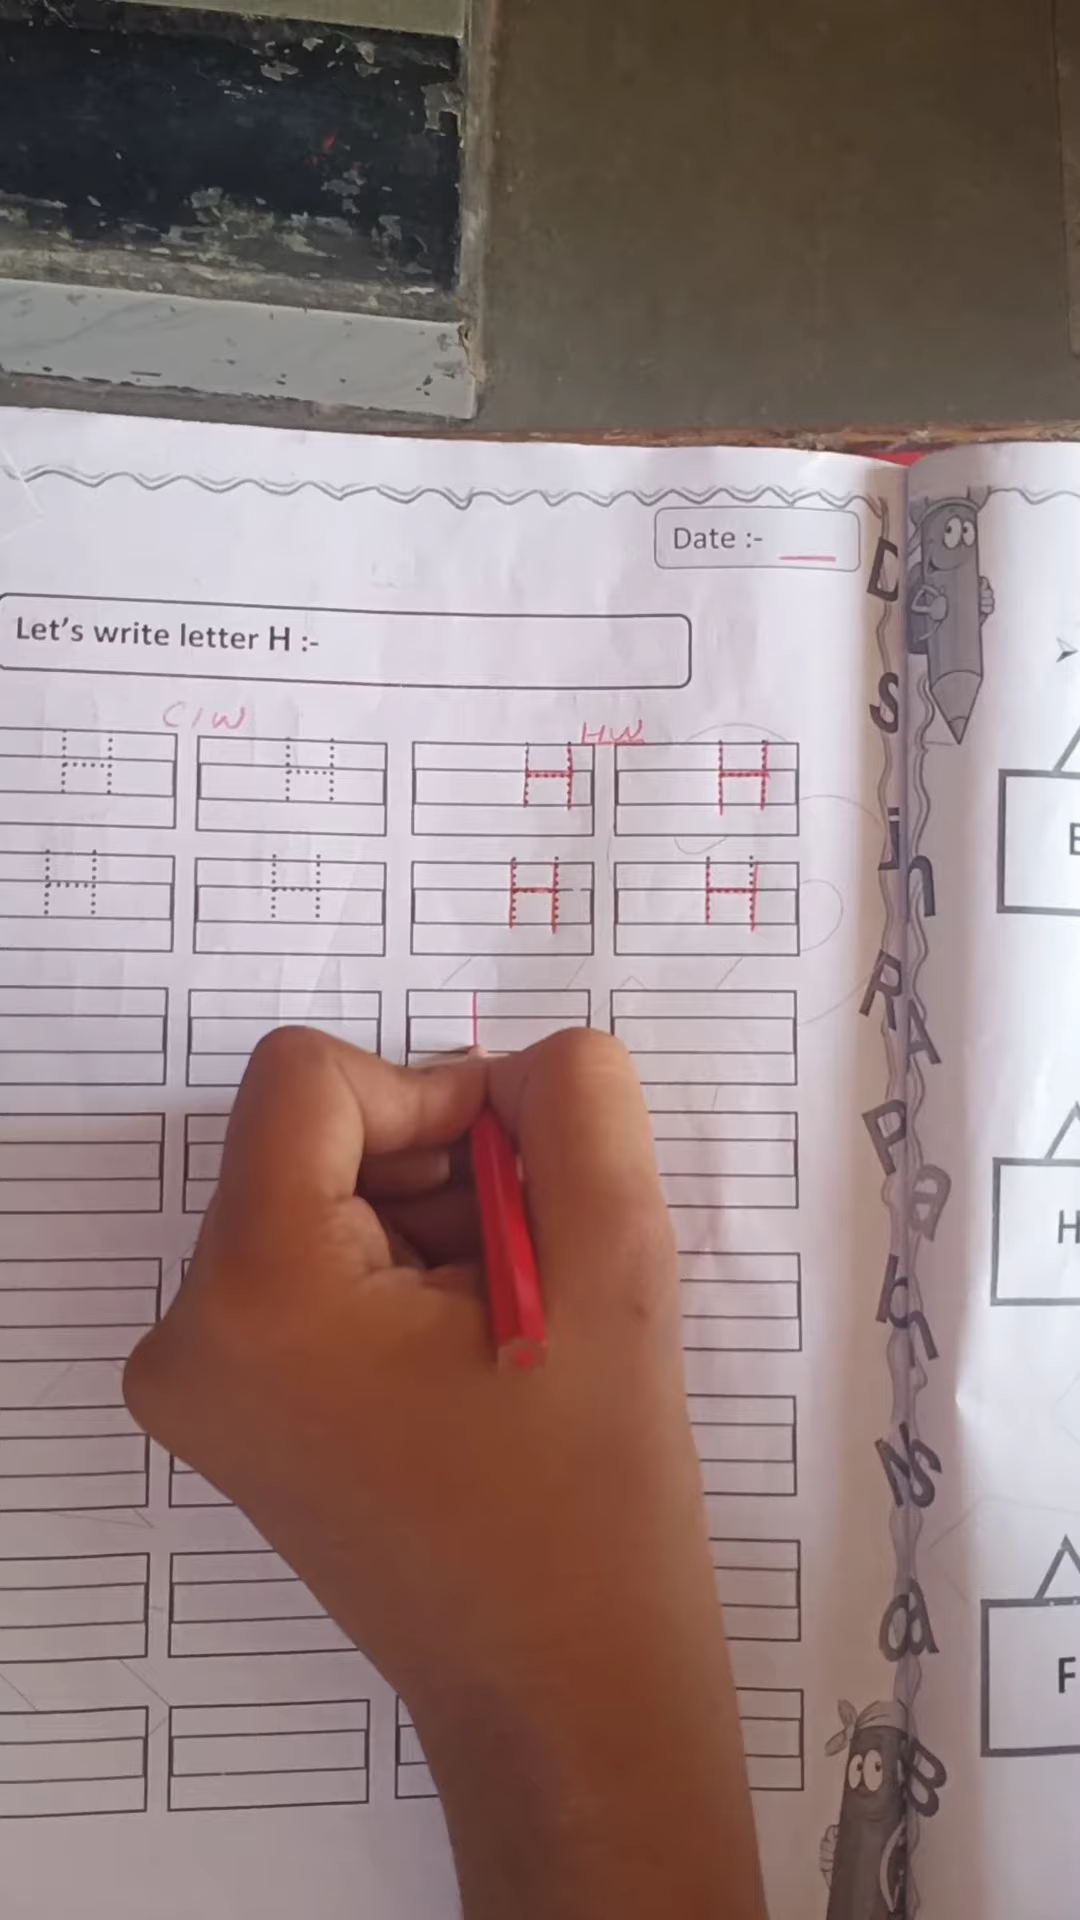 Date :-
Let's write letter H :-
C/W
HW
H H H H
H H H H
E
H
F